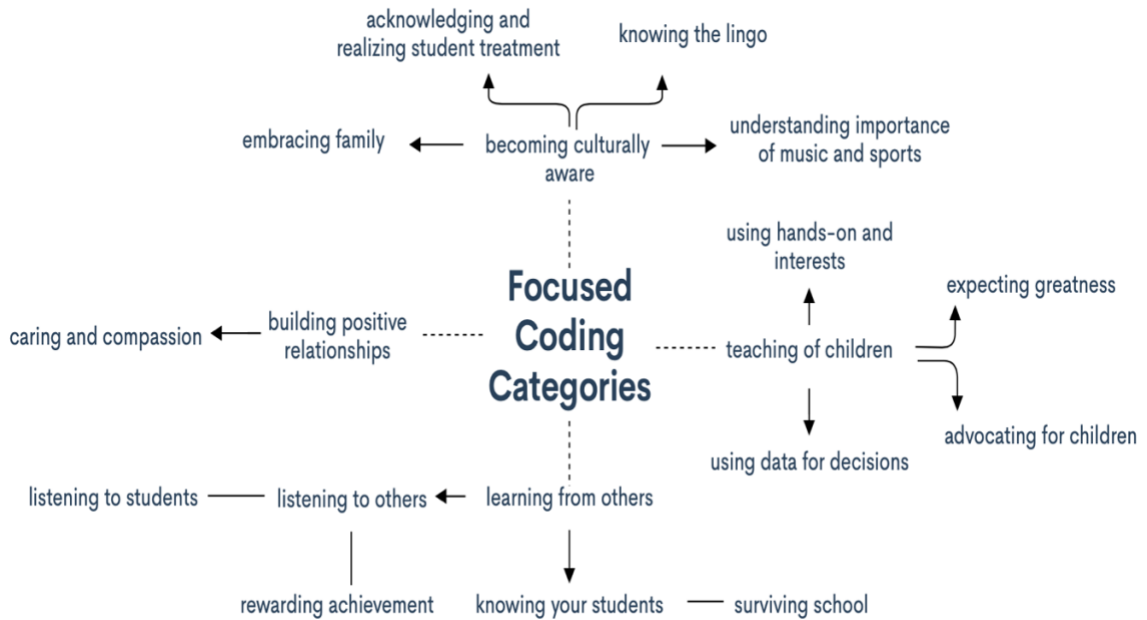 acknowledging and
realizing student treatment
knowing the lingo
embracing family
becoming culturally
aware
understanding importance
of music and sports
using hands-on and
interests
expecting greatness
Focused
Coding
Categories
caring and compassion
building positive
relationships
teaching of children
advocating for children
using data for decisions
listening to students
listening to others
learning from others
rewarding achievement
knowing your students
surviving school